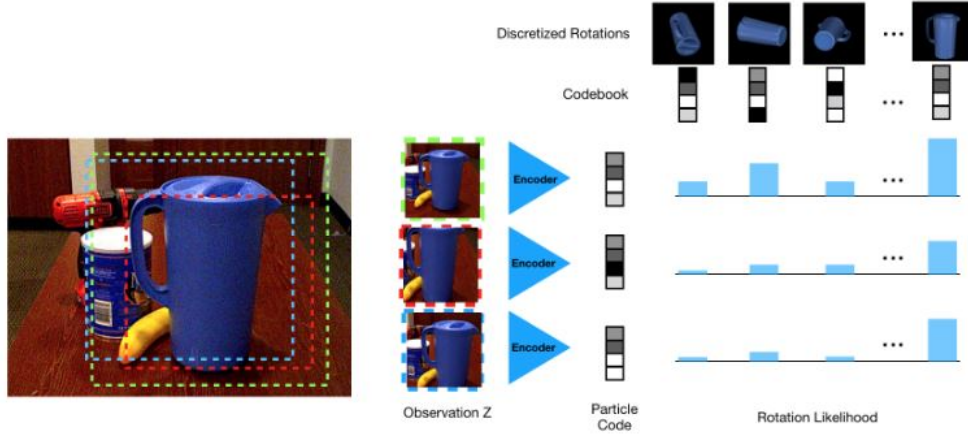 Discretized Rotations
Codebook
Encoder
Encoder
Encoder
Observation Z
Particle
Code
Rotation Likelihood